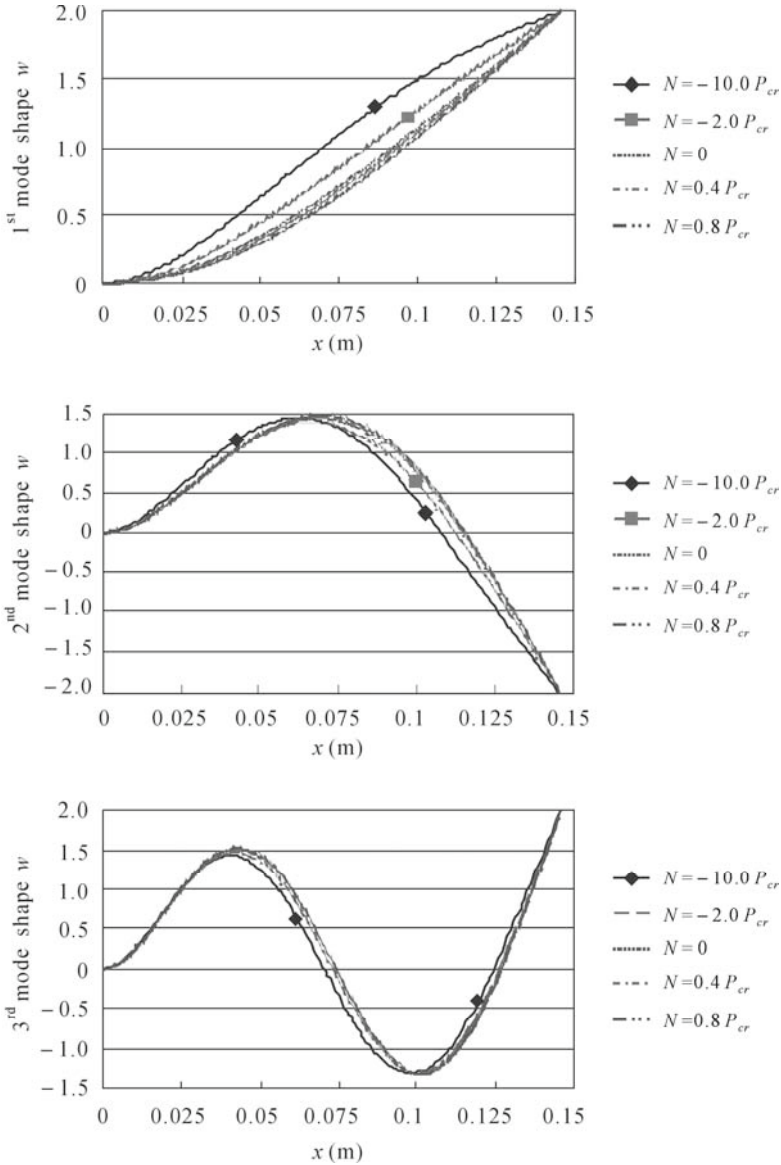 2.0
1.5
1.0
0.5
0
1st mode shape w
0 0.025 0.05 0.075 0.1 0.125 0.15
x (m)
N=−10.0 Pcr
N=−2.0 Pcr
N=0
N=0.4 Pcr
N=0.8 Pcr
1.5
1.0
0.5
0
−0.5
−1.0
−1.5
−2.0
2nd mode shape w
0 0.025 0.05 0.075 0.1 0.125 0.15
x (m)
N=−10.0 Pcr
N=−2.0 Pcr
N=0
N=0.4 Pcr
N=0.8 Pcr
2.0
1.5
1.0
0.5
0
−0.5
−1.0
−1.5
3rd mode shape w
0 0.025 0.05 0.075 0.1 0.125 0.15
x (m)
N=−10.0 Pcr
N=−2.0 Pcr
N=0
N=0.4 Pcr
N=0.8 Pcr